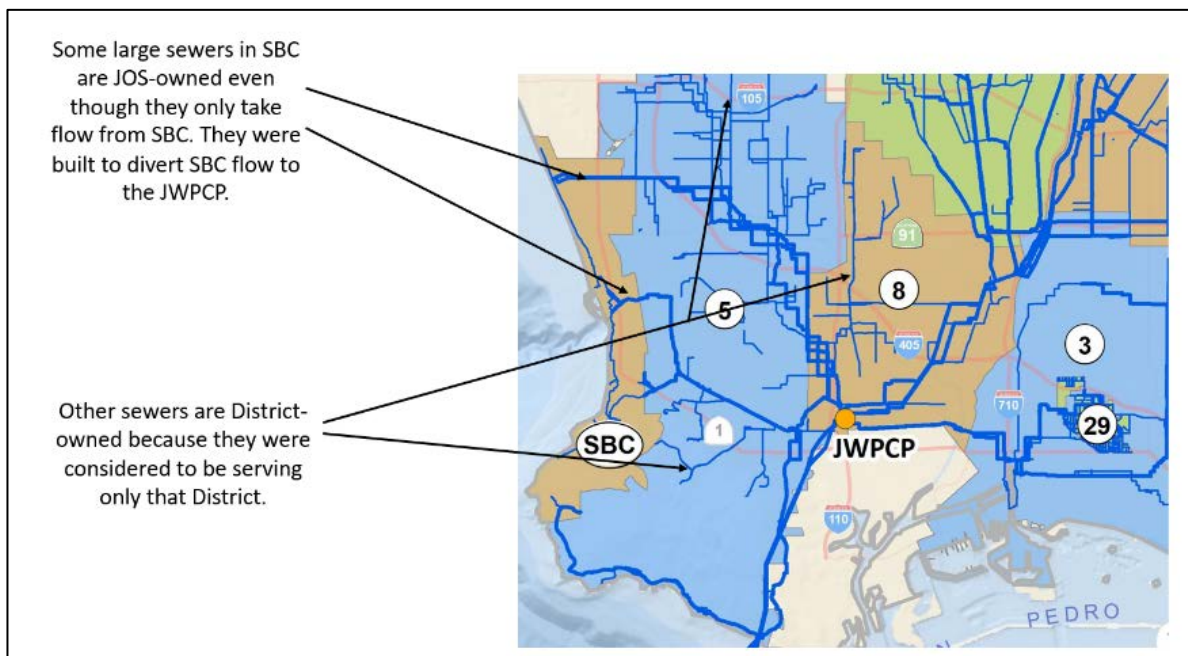 Some large sewers in SBC
are JOS-owned even
though they only take
flow from SBC. They were
built to divert SBC flow to
the JWPCP.
Other sewers are District-
owned because they were
considered to be serving
only that District.
105
91
5
8
405
3
710
29
SBC
1
JWPCP
110
PEDRO